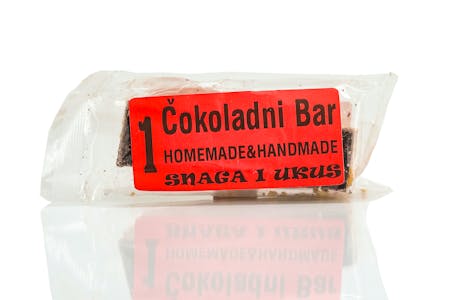 1 Čokoladni Bar
HOMEMADE&HANDMADE
SNAGA I UKUS